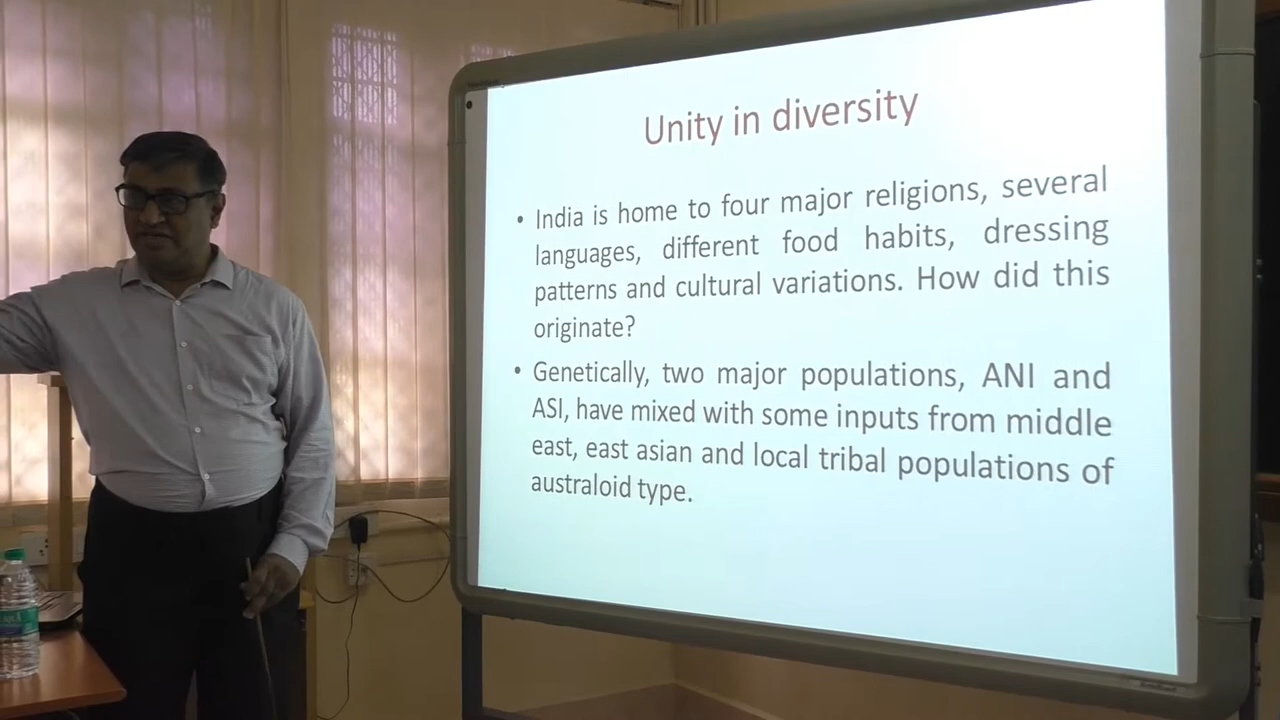 Unity in diversity
• India is home to four major religions, several
languages, different food habits, dressing
patterns and cultural variations. How did this
originate?
• Genetically, two major populations, ANI and
ASI, have mixed with some inputs from middle
east, east asian and local tribal populations of
australoid type.